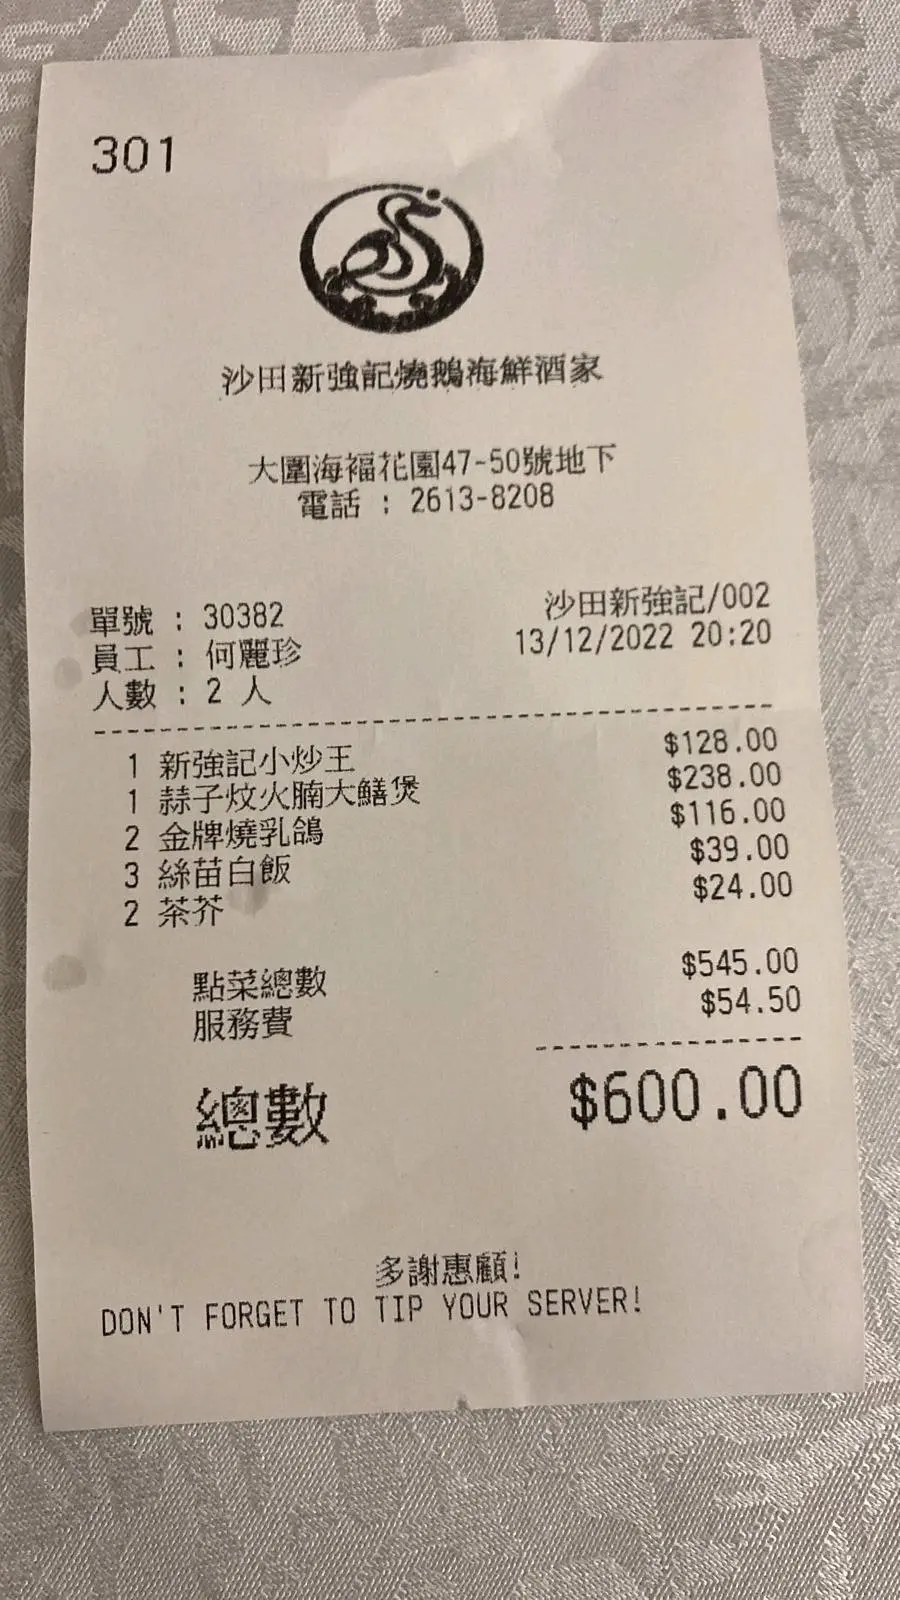 301
沙田新強記燒鵝海鮮酒家
大圍海福花園47-50號地下
電話 : 2613-8208
單號 : 30382 沙田新強記/002
員工 : 何麗珍 13/12/2022 20:20
人數 : 2 人
1 新強記小炒王 $128.00
1 蒜子炆火腩大鱔煲 $238.00
2 金牌燒乳鴿 $116.00
3 絲苗白飯 $39.00
2 茶芥 $24.00
點菜總數 $545.00
服務費 $54.50
總數 $600.00
多謝惠顧!
DON'T FORGET TO TIP YOUR SERVER!